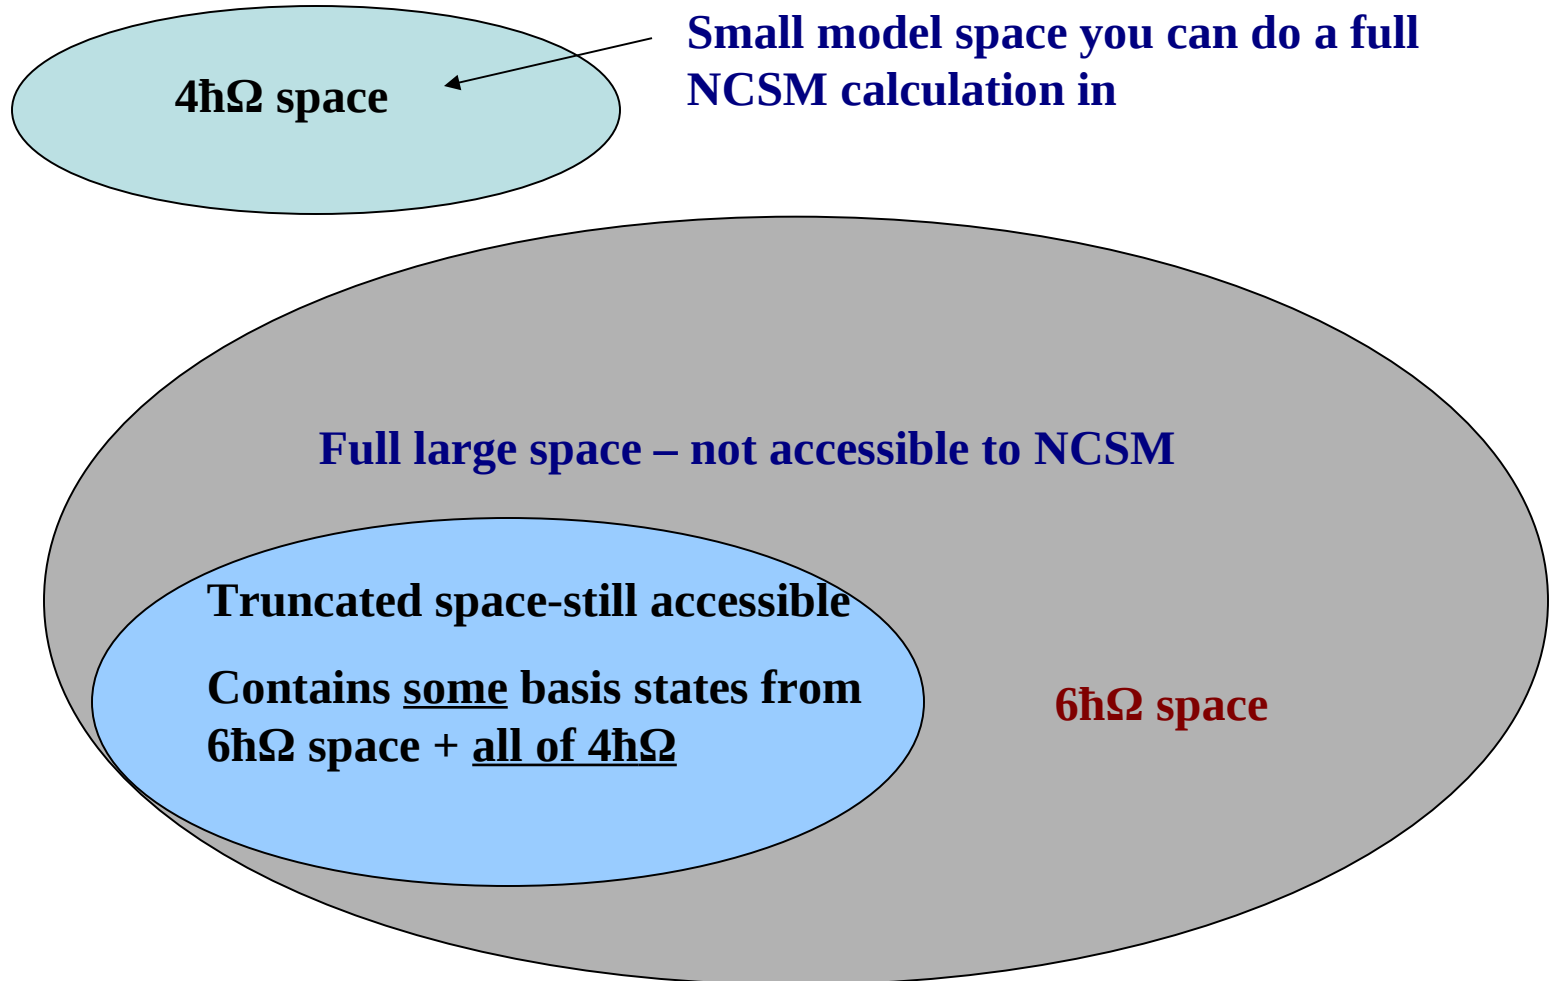 Small model space you can do a full
NCSM calculation in
4ħΩ space
Full large space – not accessible to NCSM
Truncated space-still accessible
Contains some basis states from
6ħΩ space + all of 4ħΩ
6ħΩ space